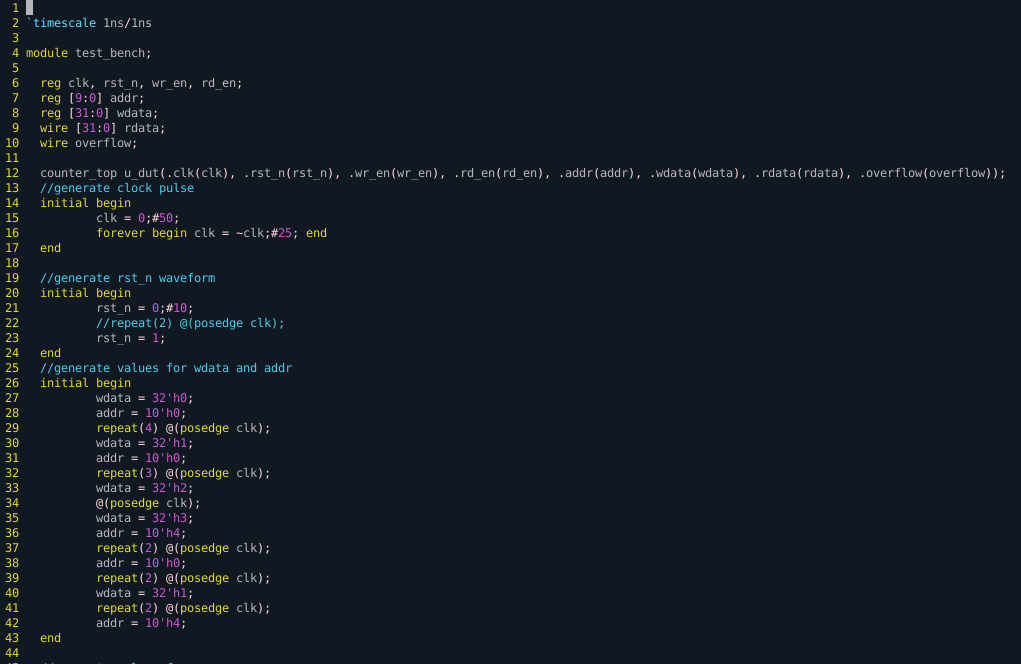 1
2 `timescale 1ns/1ns
3
4 module test_bench;
5
6 reg clk, rst_n, wr_en, rd_en;
7 reg [9:0] addr;
8 reg [31:0] wdata;
9 wire [31:0] rdata;
10 wire overflow;
11
12 counter_top u_dut(.clk(clk), .rst_n(rst_n), .wr_en(wr_en), .rd_en(rd_en), .addr(addr), .wdata(wdata), .rdata(rdata), .overflow(overflow));
13 //generate clock pulse
14 initial begin
15 clk = 0;#50;
16 forever begin clk = ~clk;#25; end
17 end
18
19 //generate rst_n waveform
20 initial begin
21 rst_n = 0;#10;
22 //repeat(2) @(posedge clk);
23 rst_n = 1;
24 end
25 //generate values for wdata and addr
26 initial begin
27 wdata = 32'h0;
28 addr = 10'h0;
29 repeat(4) @(posedge clk);
30 wdata = 32'h1;
31 addr = 10'h0;
32 repeat(3) @(posedge clk);
33 wdata = 32'h2;
34 @(posedge clk);
35 wdata = 32'h3;
36 addr = 10'h4;
37 repeat(2) @(posedge clk);
38 addr = 10'h0;
39 repeat(2) @(posedge clk);
40 wdata = 32'h1;
41 repeat(2) @(posedge clk);
42 addr = 10'h4;
43 end
44